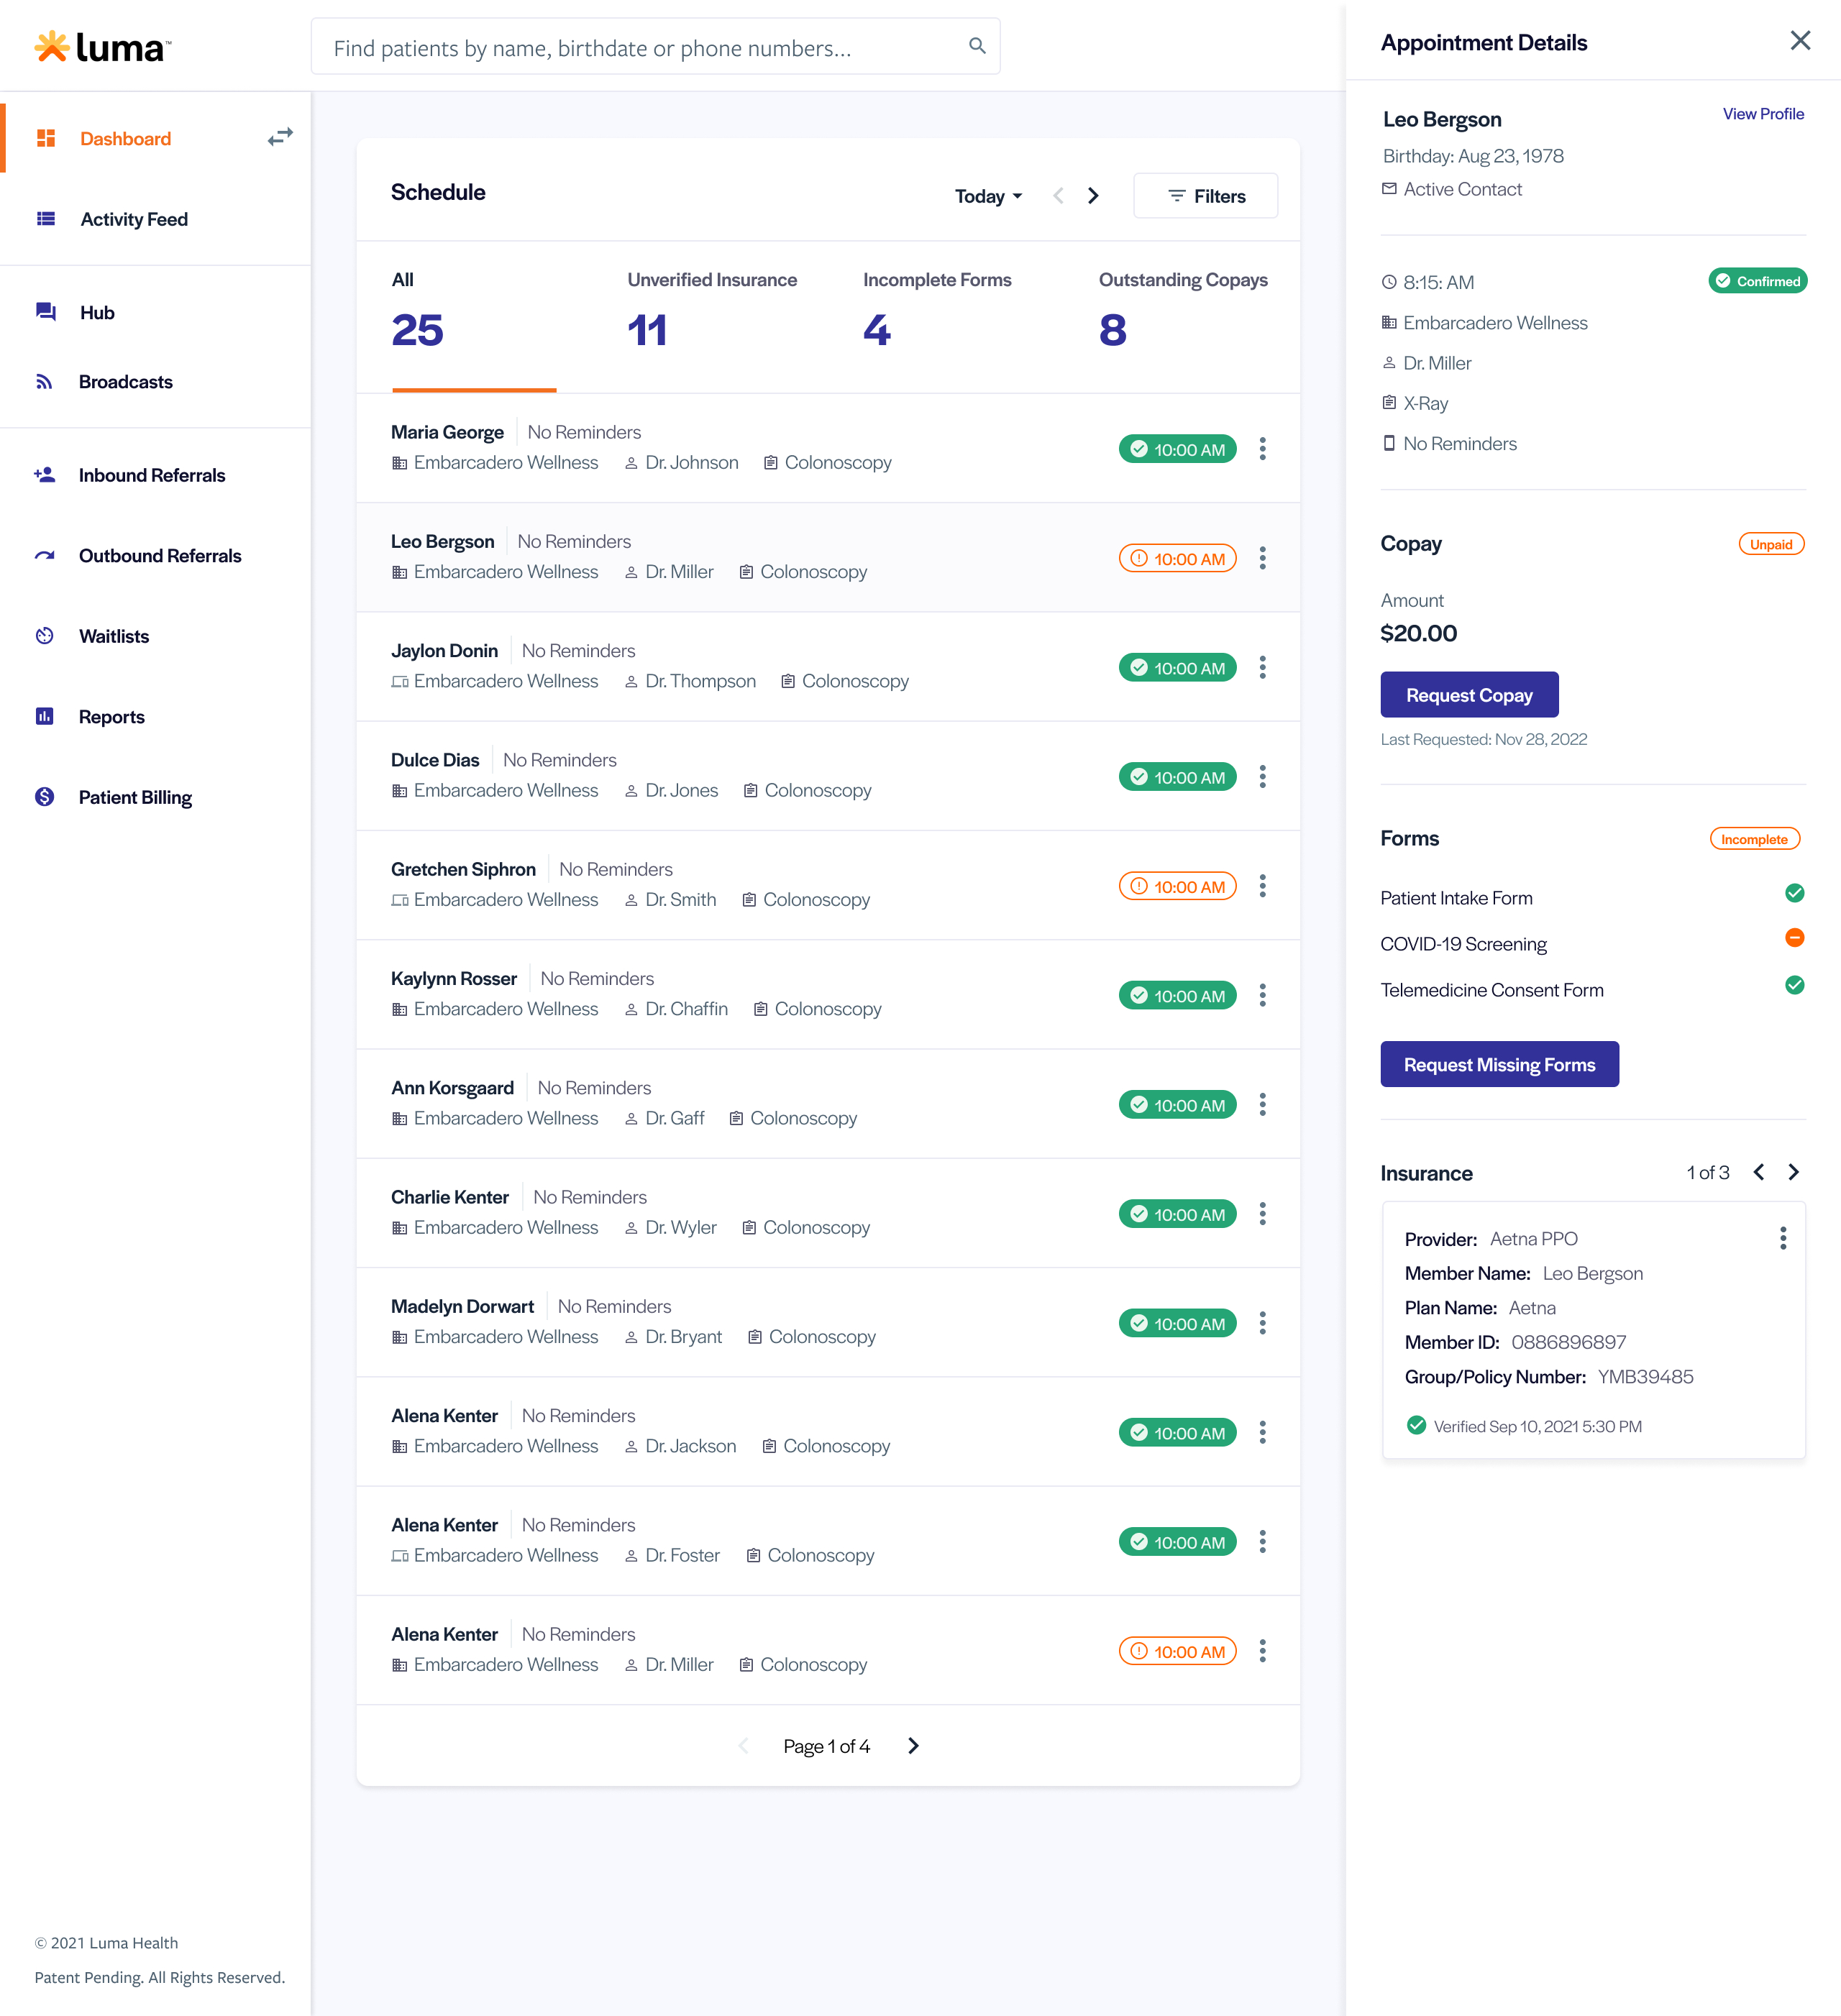 luma™
Find patients by name, birthdate or phone numbers...
Dashboard
Activity Feed
Hub
Broadcasts
Inbound Referrals
Outbound Referrals
Waitlists
Reports
Patient Billing
© 2021 Luma Health
Patent Pending. All Rights Reserved.
Schedule
Today
Filters
All
25
Unverified Insurance
11
Incomplete Forms
4
Outstanding Copays
8
Maria George No Reminders
Embarcadero Wellness Dr. Johnson Colonoscopy
10:00 AM
Leo Bergson No Reminders
Embarcadero Wellness Dr. Miller Colonoscopy
10:00 AM
Jaylon Donin No Reminders
Embarcadero Wellness Dr. Thompson Colonoscopy
10:00 AM
Dulce Dias No Reminders
Embarcadero Wellness Dr. Jones Colonoscopy
10:00 AM
Gretchen Siphron No Reminders
Embarcadero Wellness Dr. Smith Colonoscopy
10:00 AM
Kaylynn Rosser No Reminders
Embarcadero Wellness Dr. Chaffin Colonoscopy
10:00 AM
Ann Korsgaard No Reminders
Embarcadero Wellness Dr. Gaff Colonoscopy
10:00 AM
Charlie Kenter No Reminders
Embarcadero Wellness Dr. Wyler Colonoscopy
10:00 AM
Madelyn Dorwart No Reminders
Embarcadero Wellness Dr. Bryant Colonoscopy
10:00 AM
Alena Kenter No Reminders
Embarcadero Wellness Dr. Jackson Colonoscopy
10:00 AM
Alena Kenter No Reminders
Embarcadero Wellness Dr. Foster Colonoscopy
10:00 AM
Alena Kenter No Reminders
Embarcadero Wellness Dr. Miller Colonoscopy
10:00 AM
Page 1 of 4
Appointment Details
Leo Bergson
View Profile
Birthday: Aug 23, 1978
Active Contact
8:15: AM
Confirmed
Embarcadero Wellness
Dr. Miller
X-Ray
No Reminders
Copay
Unpaid
Amount
$20.00
Request Copay
Last Requested: Nov 28, 2022
Forms
Incomplete
Patient Intake Form
COVID-19 Screening
Telemedicine Consent Form
Request Missing Forms
Insurance
1 of 3
Provider: Aetna PPO
Member Name: Leo Bergson
Plan Name: Aetna
Member ID: 0886896897
Group/Policy Number: YMB39485
Verified Sep 10, 2021 5:30 PM